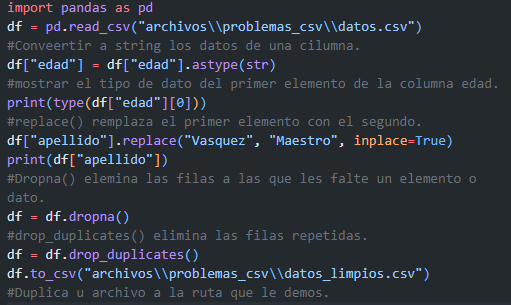 import pandas as pd
df = pd.read_csv("archivos\\problemas_csv\\datos.csv")
#Conveertir a string los datos de una cilumna.
df["edad"] = df["edad"].astype(str)
#mostrar el tipo de dato del primer elemento de la columna edad.
print(type(df["edad"][0]))
#replace() remplaza el primer elemento con el segundo.
df["apellido"].replace("Vasquez", "Maestro", inplace=True)
print(df["apellido"])
#Dropna() elemina las filas a las que les falte un elemento o
dato.
df = df.dropna()
#drop_duplicates() elimina las filas repetidas.
df = df.drop_duplicates()
df.to_csv("archivos\\problemas_csv\\datos_limpios.csv")
#Duplica u archivo a la ruta que le demos.